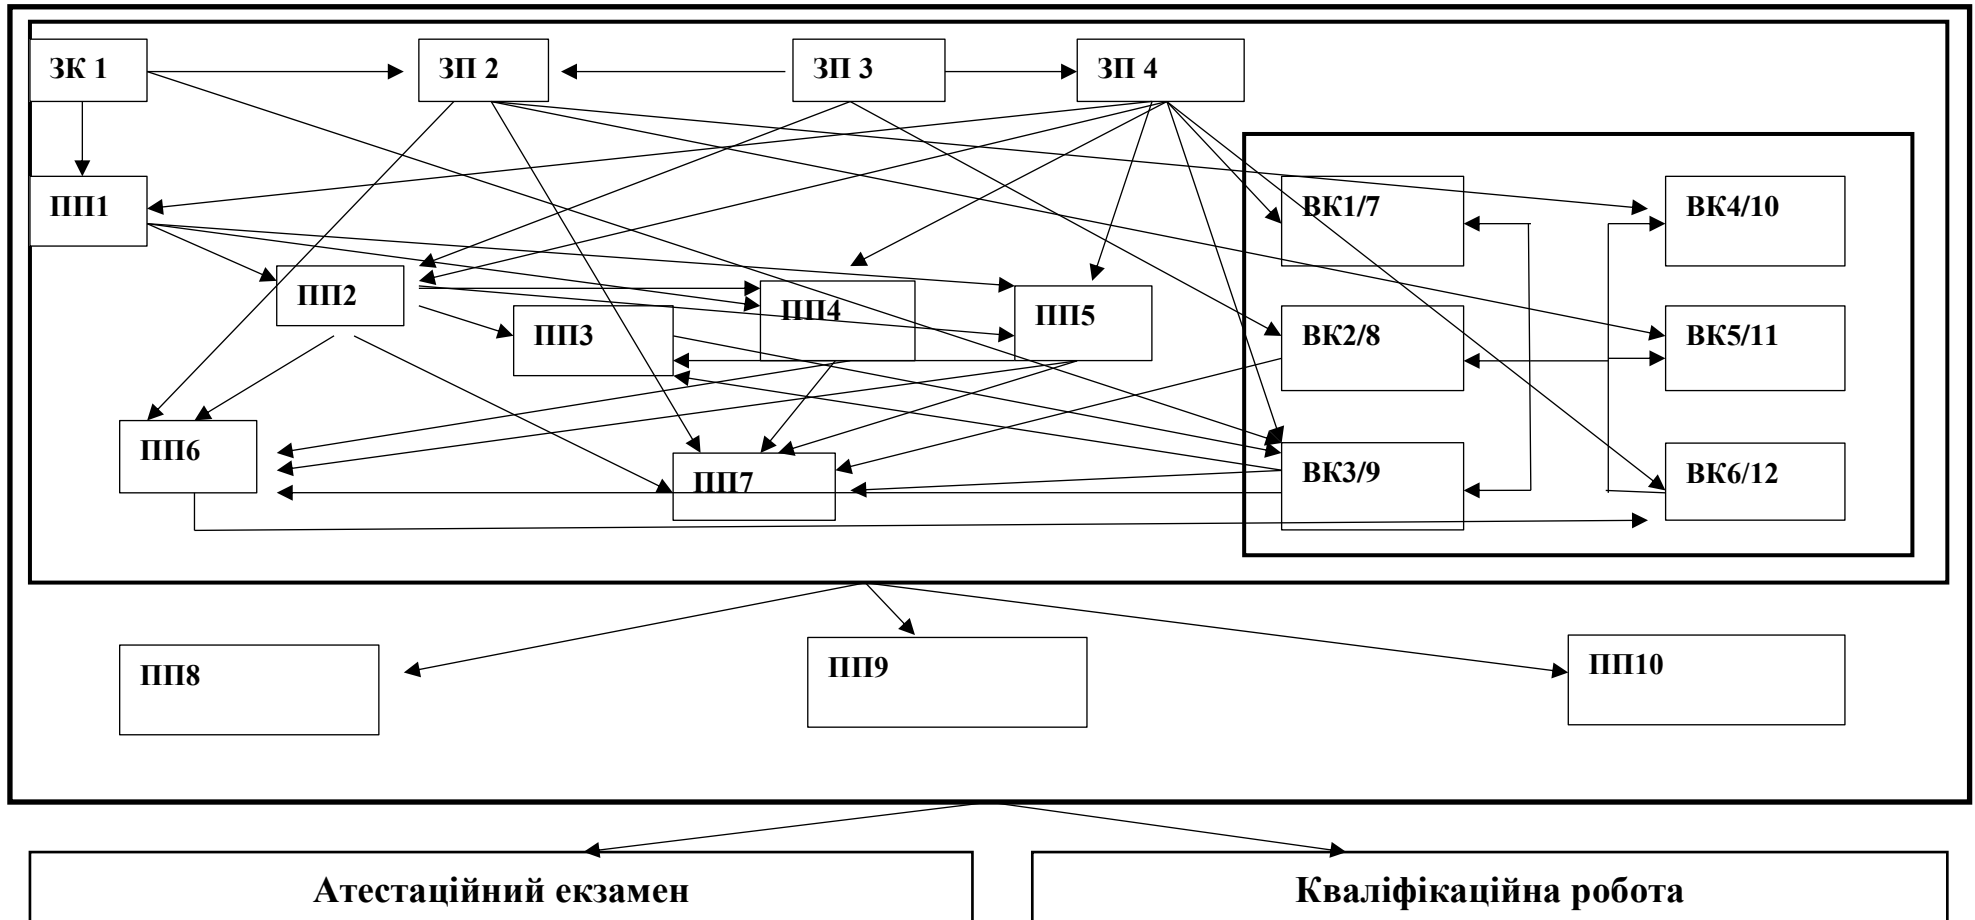 ЗК 1
ЗП 2
ЗП 3
ЗП 4
ПП1
ВК1/7
ВК4/10
ПП2
ПП3
ПП4
ПП5
ВК2/8
ВК5/11
ПП6
ПП7
ВК3/9
ВК6/12
ПП8
ПП9
ПП10
Атестаційний екзамен
Кваліфікаційна робота